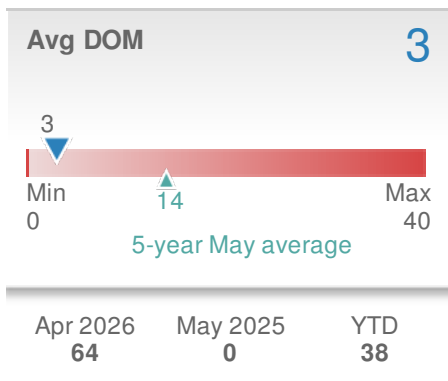 Avg DOM 3
3
14
Min Max
0 40
5-year May average
Apr 2026 May 2025 YTD
64 0 38